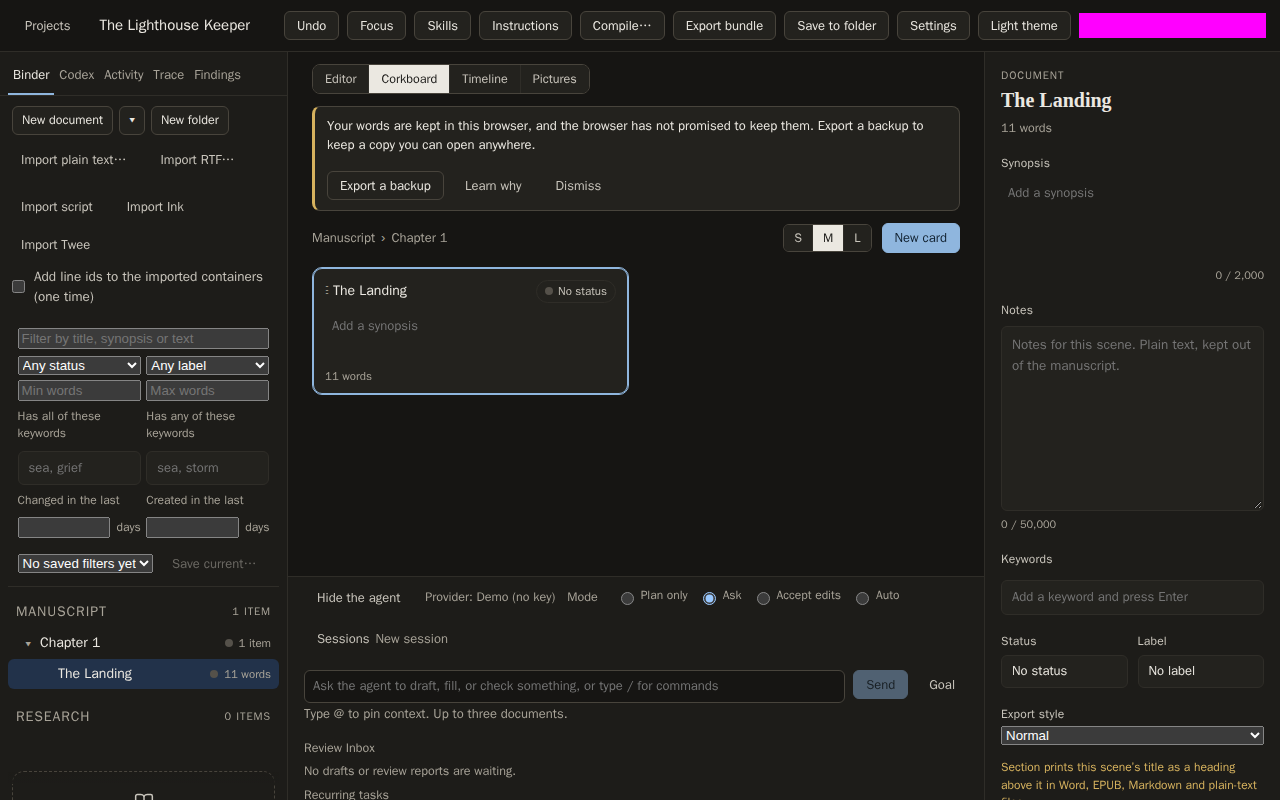 Projects
The Lighthouse Keeper
Undo
Focus
Skills
Instructions
Compile···
Export bundle
Save to folder
Settings
Light theme
Binder
Codex
Activity
Trace
Findings
New document
▾
New folder
Import plain text···
Import RTF···
Import script
Import Ink
Import Twee
Add line ids to the imported containers
(one time)
Filter by title, synopsis or text
Any status
Any label
Min words
Max words
Has all of these
keywords
Has any of these
keywords
sea, grief
sea, storm
Changed in the last
Created in the last
days
days
No saved filters yet
Save current···
MANUSCRIPT
1 ITEM
Chapter 1
1 item
The Landing
11 words
RESEARCH
0 ITEMS
Editor
Corkboard
Timeline
Pictures
Your words are kept in this browser, and the browser has not promised to keep them. Export a backup to
keep a copy you can open anywhere.
Export a backup
Learn why
Dismiss
Manuscript › Chapter 1
S
M
L
New card
The Landing
No status
Add a synopsis
11 words
Hide the agent
Provider: Demo (no key)
Mode
Plan only
Ask
Accept edits
Auto
Sessions
New session
Ask the agent to draft, fill, or check something, or type / for commands
Send
Goal
Type @ to pin context. Up to three documents.
Review Inbox
No drafts or review reports are waiting.
Recurring tasks
DOCUMENT
The Landing
11 words
Synopsis
Add a synopsis
0 / 2,000
Notes
Notes for this scene. Plain text, kept out
of the manuscript.
0 / 50,000
Keywords
Add a keyword and press Enter
Status
Label
No status
No label
Export style
Normal
Section prints this scene's title as a heading
above it in Word, EPUB, Markdown and plain-text